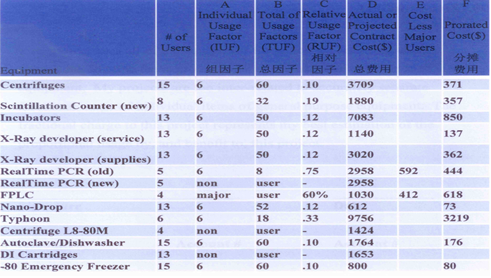 A B C D E F
Individual Total of Relative Actual or Cost Prorated
# of Usage Usage Usage Projected Less Cost($)
Users Factor Factors Factor Contract Major
(IUF) (TUF) (RUF) Cost($) Users
Equipment 组因子 总因子 相对因子 总费用 分摊费用
Centrifuges 15 6 60 .10 3709 371
Scintillation Counter (new) 8 6 32 .19 1880 357
Incubators 13 6 50 .12 7083 850
X-Ray developer (service) 13 6 50 .12 1140 137
X-Ray developer (supplies) 13 6 50 .12 3020 362
RealTime PCR (old) 5 6 8 .75 2958 592 444
RealTime PCR (new) 5 non user - 2958
FPLC 4 major user 60% 1030 412 618
Nano-Drop 13 6 52 .12 612 73
Typhoon 6 6 18 .33 9756 3219
Centrifuge L8-80M 4 non user - 1424
Autoclave/Dishwasher 15 6 60 .10 1764 176
DI Cartridges 13 non user - 1653
-80 Emergency Freezer 15 6 60 .10 800 80